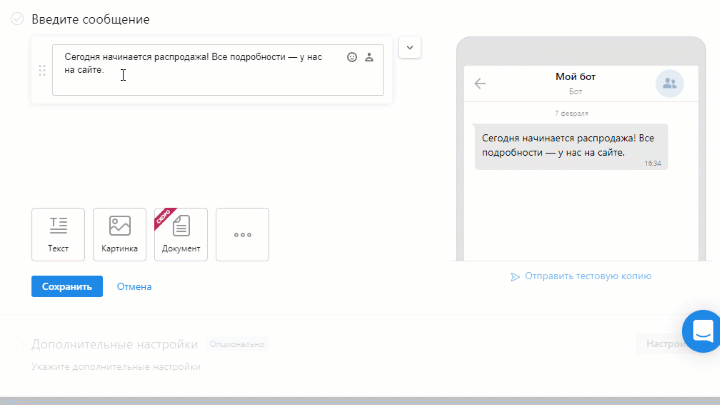 Введите сообщение
Сегодня начинается распродажа! Все подробности — у нас
на сайте.
Текст
Картинка
СКОРО
Документ
Сохранить
Отмена
Мой бот
Бот
7 февраля
Сегодня начинается распродажа! Все
подробности — у нас на сайте.
16:34
Отправить тестовую копию
Дополнительные настройки
Опционально
Укажите дополнительные настройки